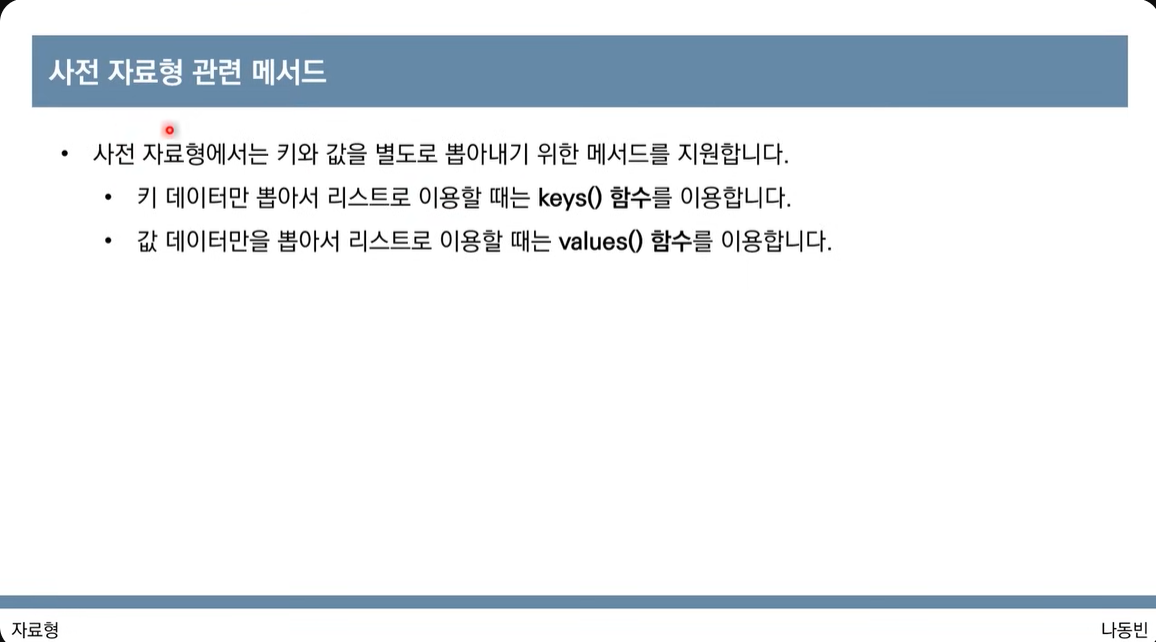 사전 자료형 관련 메서드
• 사전 자료형에서는 키와 값을 별도로 뽑아내기 위한 메서드를 지원합니다.
• 키 데이터만 뽑아서 리스트로 이용할 때는 keys() 함수를 이용합니다.
• 값 데이터만을 뽑아서 리스트로 이용할 때는 values() 함수를 이용합니다.
자료형
나동빈